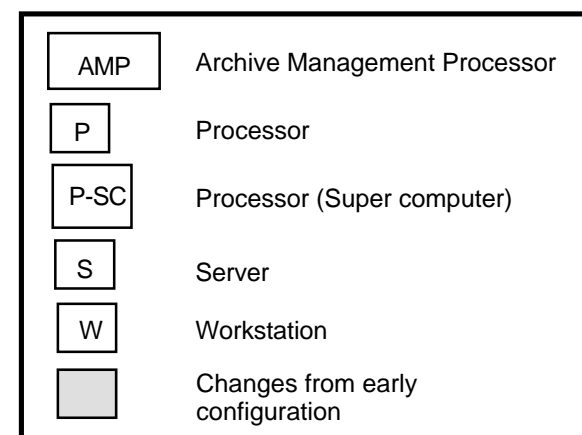 AMP Archive Management Processor
P Processor
P-SC Processor (Super computer)
S Server
W Workstation
Changes from early
configuration